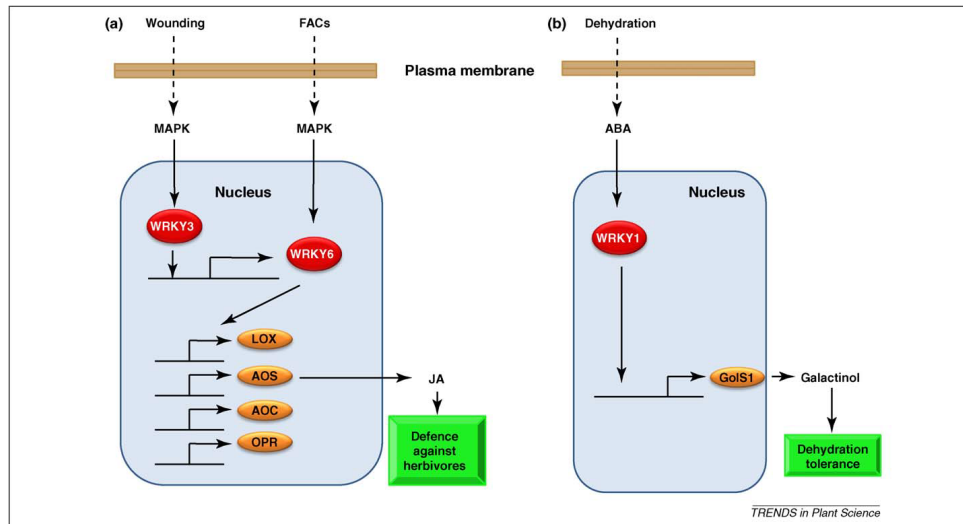 (a)
Wounding
FACs
(b)
Dehydration
Plasma membrane
MAPK
MAPK
ABA
Nucleus
Nucleus
WRKY3
WRKY6
WRKY1
LOX
AOS
AOC
OPR
JA
Defence
against
herbivores
GolS1
Galactinol
Dehydration
tolerance
TRENDS in Plant Science